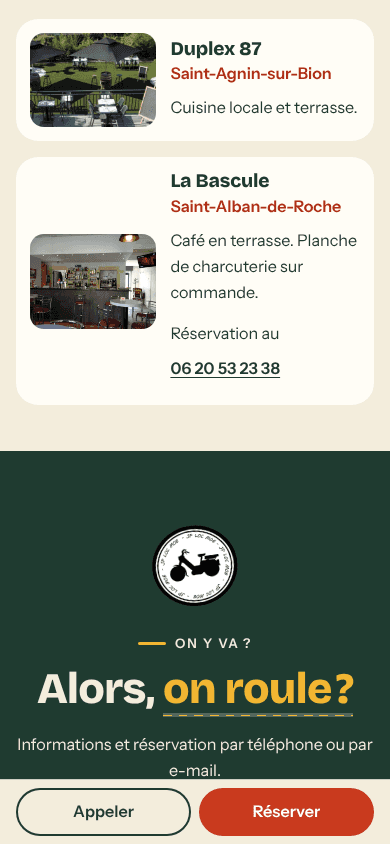 Duplex 87
Saint-Agnin-sur-Bion
Cuisine locale et terrasse.
La Bascule
Saint-Alban-de-Roche
Café en terrasse. Planche
de charcuterie sur
commande.
Réservation au
06 20 53 23 38
ON Y VA ?
Alors, on roule ?
Informations et réservation par téléphone ou par
e-mail.
Appeler
Réserver